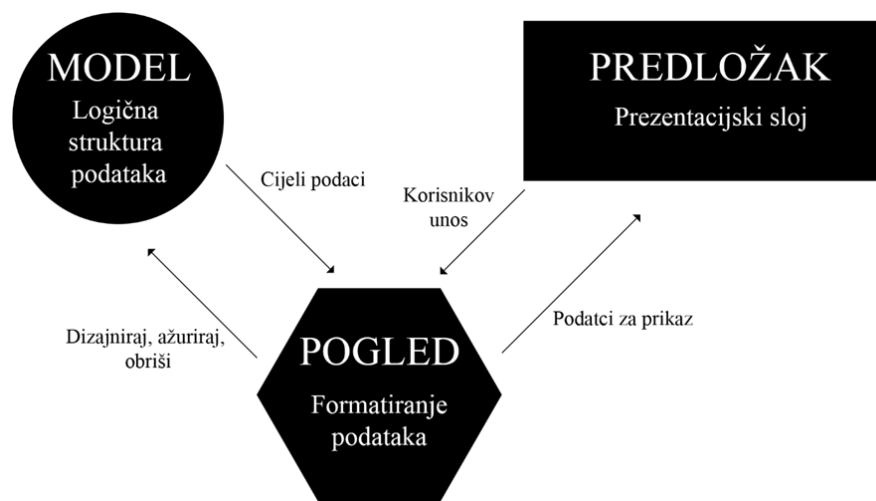 MODEL
Logična
struktura
podataka
PREDLOŽAK
Prezentacijski sloj
Cijeli podaci
Korisnikov
unos
Dizajniraj, ažuriraj,
obriši
Podatci za prikaz
POGLED
Formatiranje
podataka